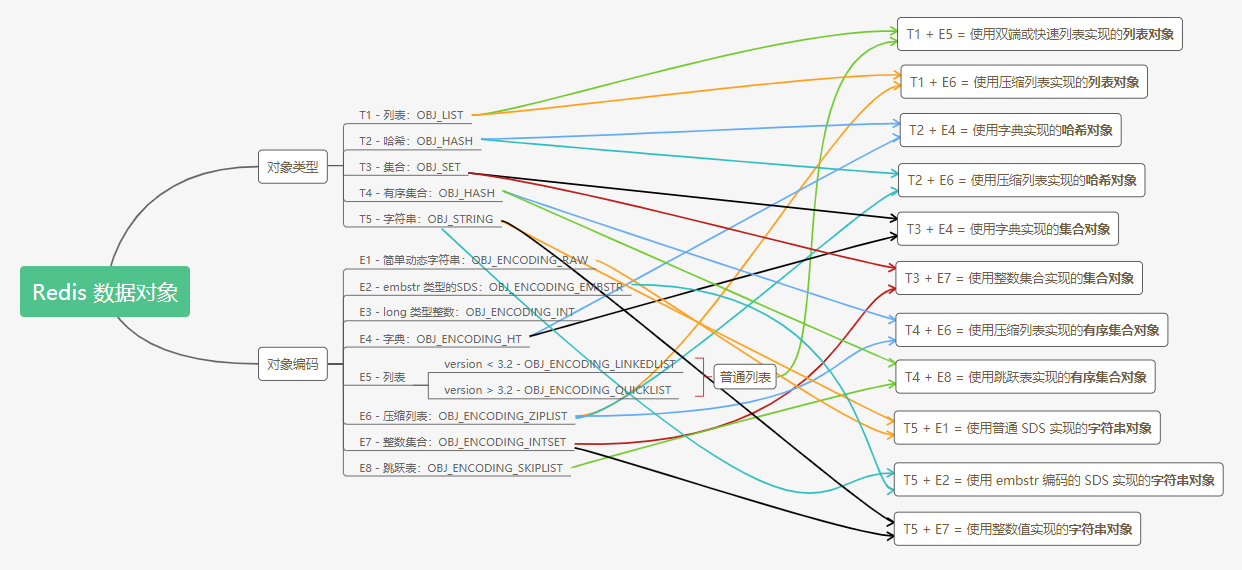 Redis 数据对象
对象类型
T1 - 列表：OBJ_LIST
T2 - 哈希：OBJ_HASH
T3 - 集合：OBJ_SET
T4 - 有序集合：OBJ_HASH
T5 - 字符串：OBJ_STRING
对象编码
E1 - 简单动态字符串：OBJ_ENCODING_RAW
E2 - embstr 类型的SDS：OBJ_ENCODING_EMBSTR
E3 - long 类型整数：OBJ_ENCODING_INT
E4 - 字典：OBJ_ENCODING_HT
E5 - 列表
version < 3.2 - OBJ_ENCODING_LINKEDLIST
version > 3.2 - OBJ_ENCODING_QUICKLIST
普通列表
E6 - 压缩列表：OBJ_ENCODING_ZIPLIST
E7 - 整数集合：OBJ_ENCODING_INTSET
E8 - 跳跃表：OBJ_ENCODING_SKIPLIST
T1 + E5 = 使用双端或快速列表实现的列表对象
T1 + E6 = 使用压缩列表实现的列表对象
T2 + E4 = 使用字典实现的哈希对象
T2 + E6 = 使用压缩列表实现的哈希对象
T3 + E4 = 使用字典实现的集合对象
T3 + E7 = 使用整数集合实现的集合对象
T4 + E6 = 使用压缩列表实现的有序集合对象
T4 + E8 = 使用跳跃表实现的有序集合对象
T5 + E1 = 使用普通 SDS 实现的字符串对象
T5 + E2 = 使用 embstr 编码的 SDS 实现的字符串对象
T5 + E7 = 使用整数值实现的字符串对象